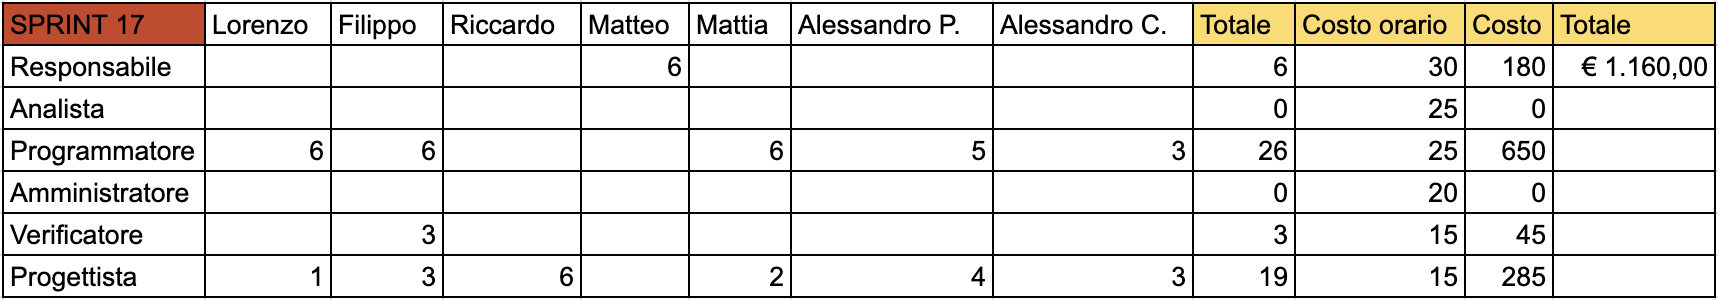 SPRINT 17 Lorenzo Filippo Riccardo Matteo Mattia Alessandro P. Alessandro C. Totale Costo orario Costo Totale
Responsabile 6 6 30 180 € 1.160,00
Analista 0 25 0
Programmatore 6 6 6 5 3 26 25 650
Amministratore 0 20 0
Verificatore 3 3 15 45
Progettista 1 3 6 2 4 3 19 15 285